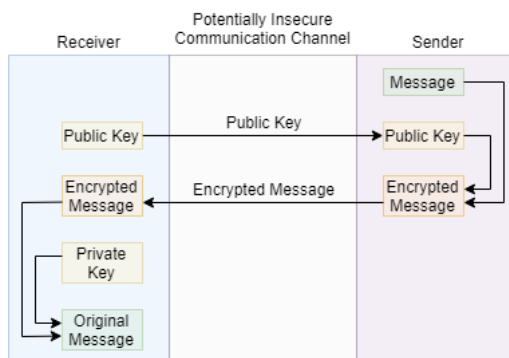 Potentially Insecure
Receiver
Communication Channel
Sender
Message
Public Key
Public Key
Public Key
Encrypted
Message
Encrypted Message
Encrypted
Message
Private
Key
Original
Message